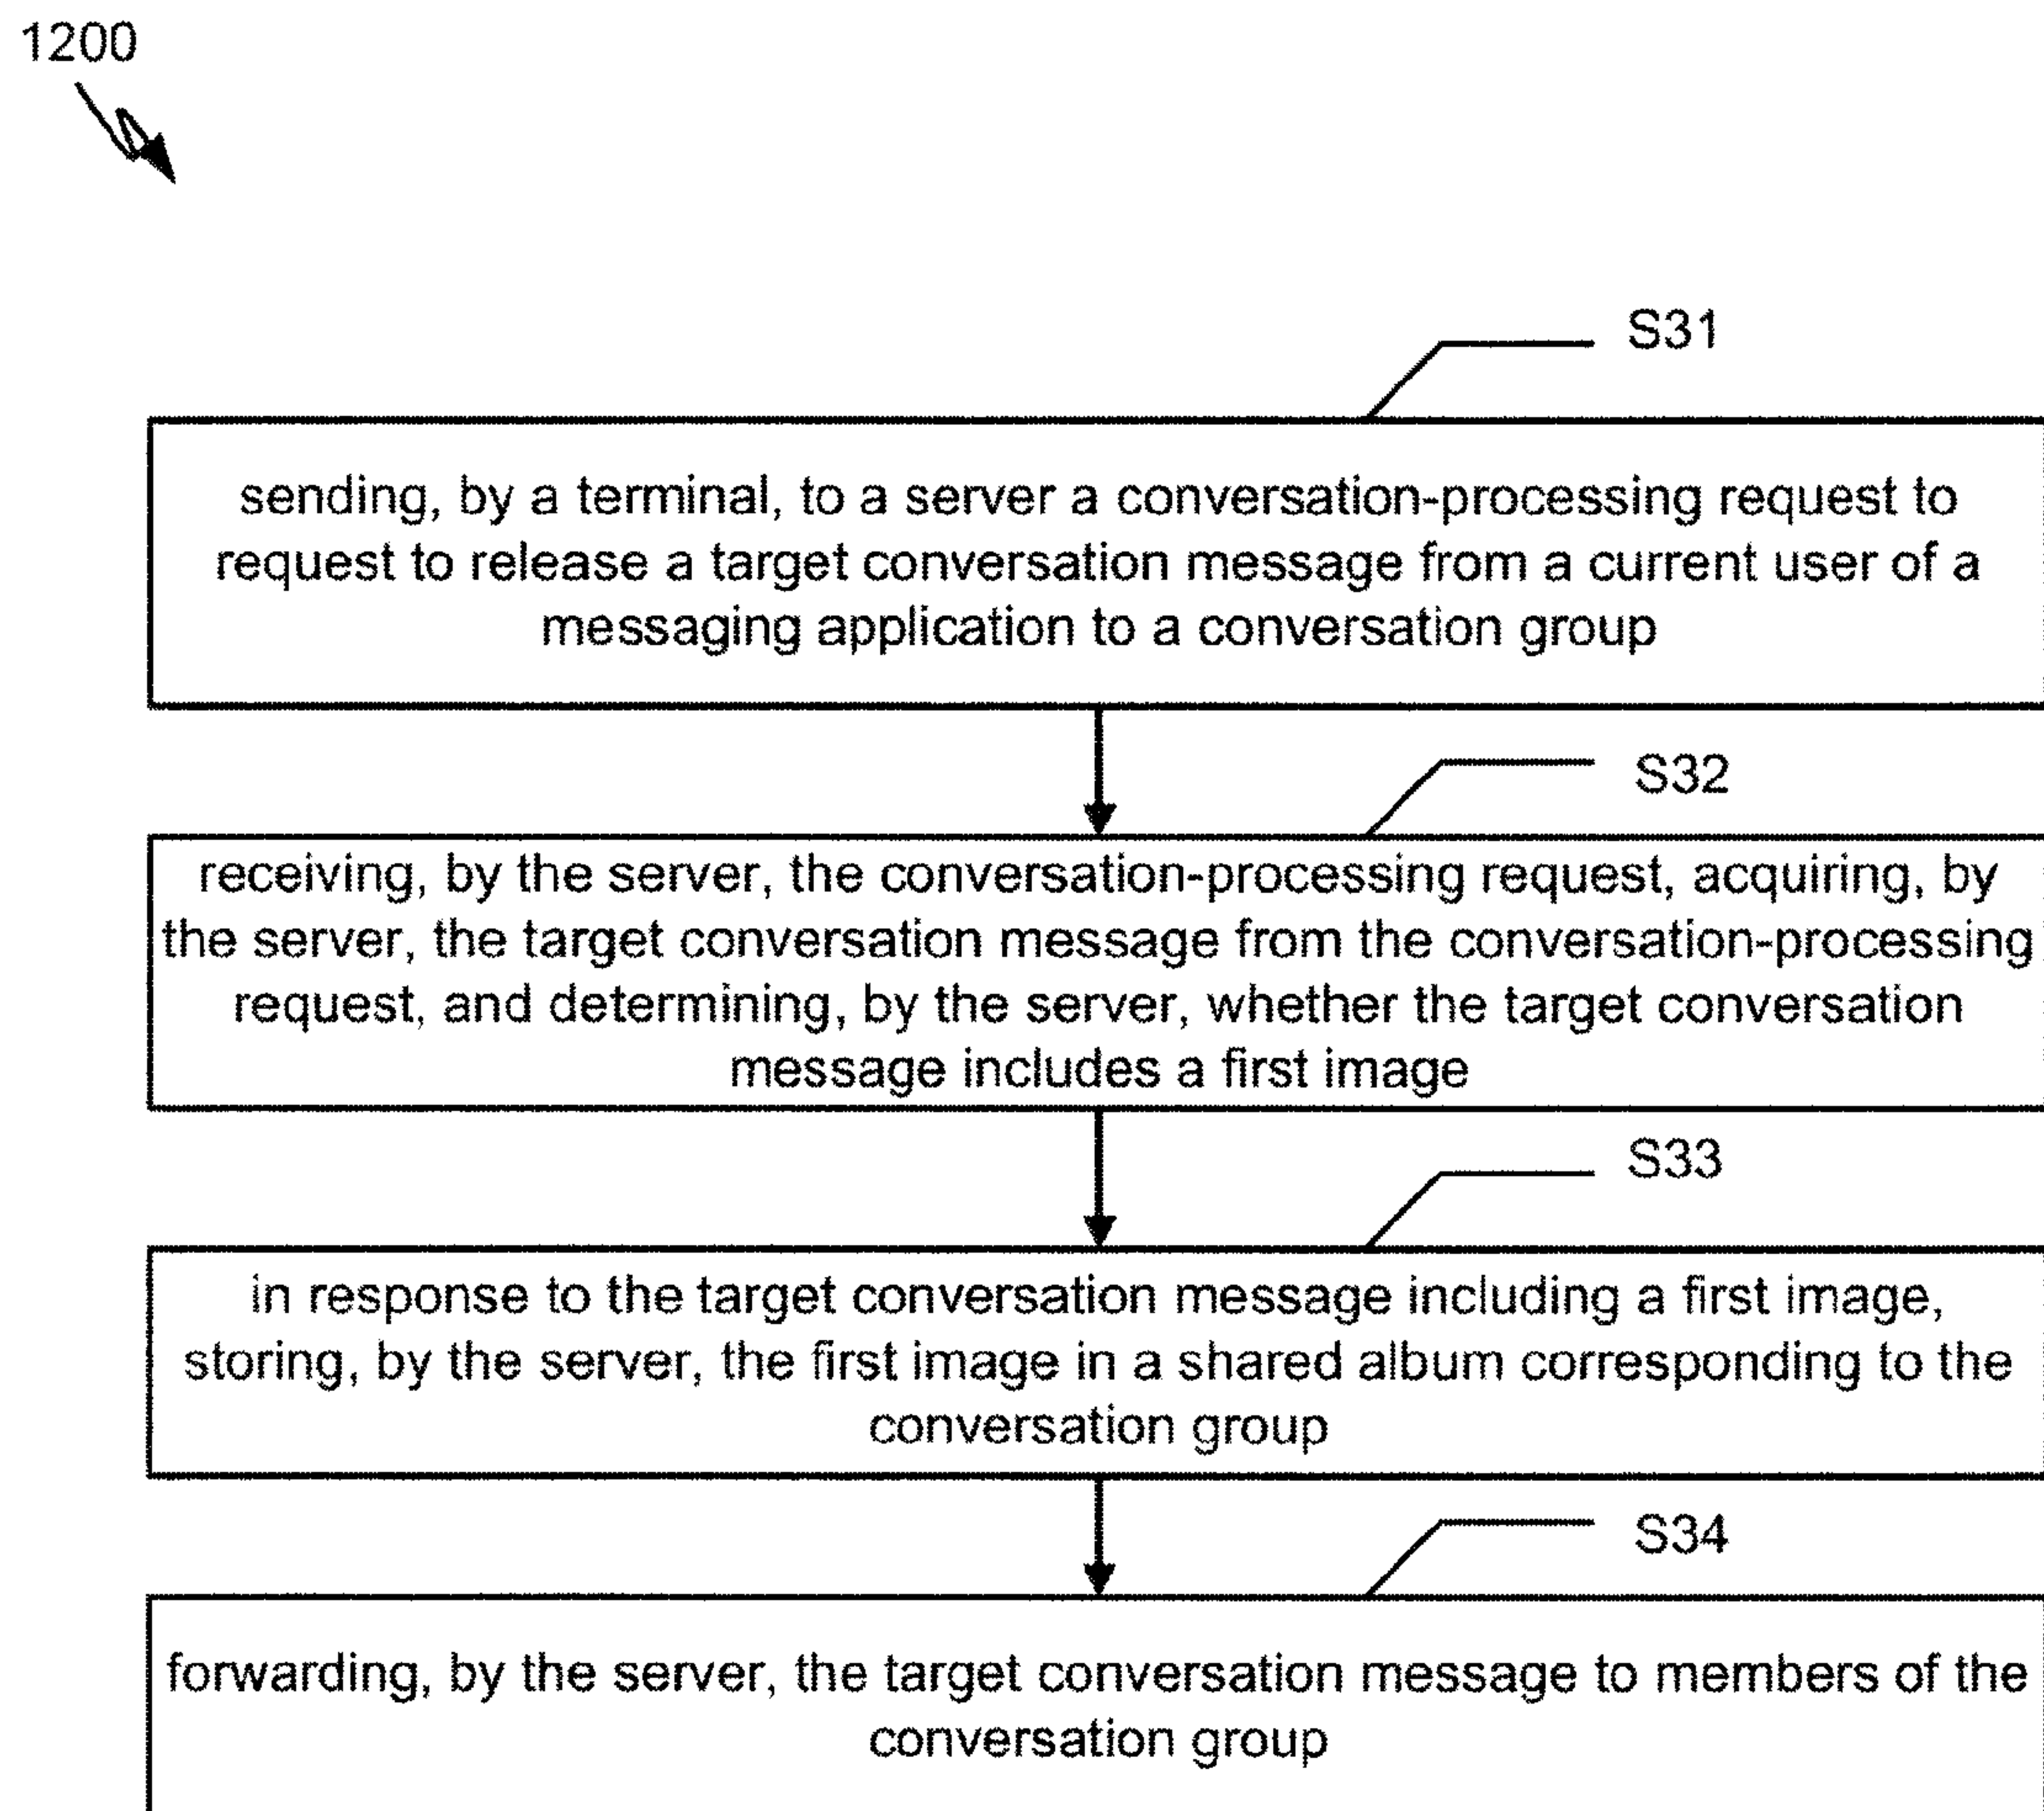 1200
S31
sending, by a terminal, to a server a conversation-processing request to
request to release a target conversation message from a current user of a
messaging application to a conversation group
S32
receiving, by the server, the conversation-processing request, acquiring, by
the server, the target conversation message from the conversation-processing
request, and determining, by the server, whether the target conversation
message includes a first image
S33
in response to the target conversation message including a first image,
storing, by the server, the first image in a shared album corresponding to the
conversation group
S34
forwarding, by the server, the target conversation message to members of the
conversation group